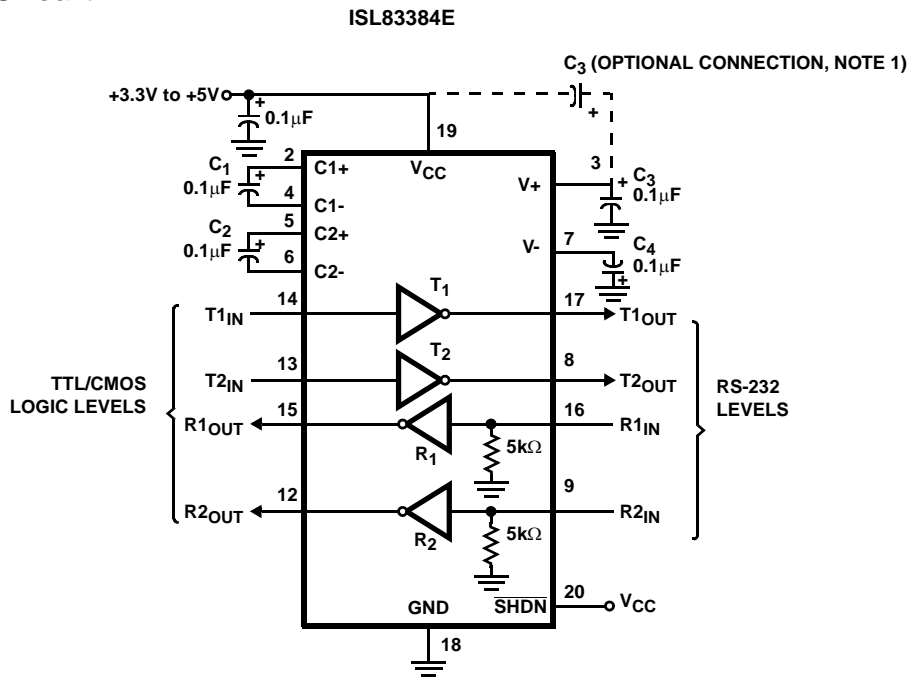 ISL83384E
C3 (OPTIONAL CONNECTION, NOTE 1)
+3.3V to +5V
+
0.1μF
+
19
2
C1+
VCC
3
C1
0.1μF
+
4
C1-
V+
+
C3
0.1μF
5
C2+
C2
0.1μF
+
6
C2-
7
V-
C4
0.1μF
+
T1
14
17
T1IN
T1OUT
T2
13
8
T2IN
T2OUT
TTL/CMOS
LOGIC LEVELS
RS-232
LEVELS
15
16
R1OUT
R1IN
R1
5kΩ
12
9
R2OUT
R2IN
R2
5kΩ
GND
SHDN
20
VCC
18